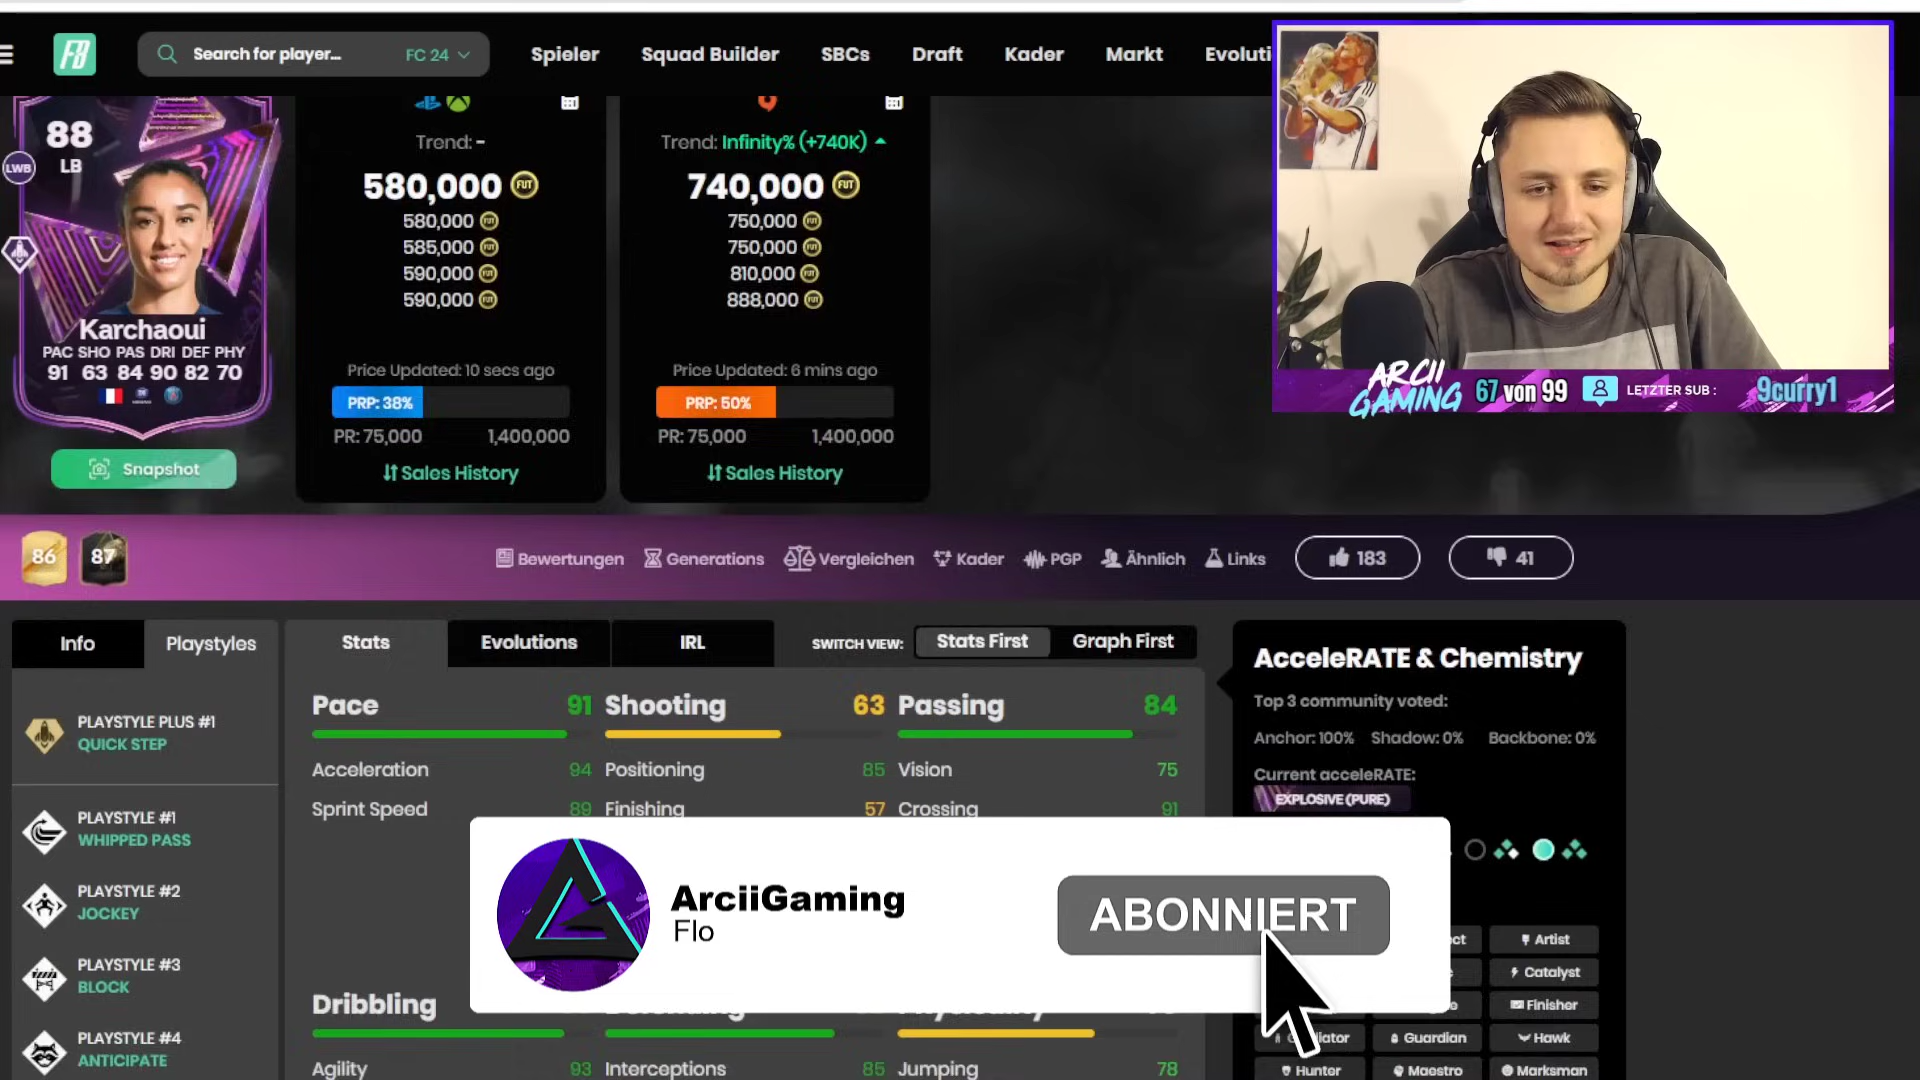 Search for player...
FC 24
Spieler
Squad Builder
SBCs
Draft
Kader
Markt
88
LB
LWB
Karchaoui
PAC SHO PAS DRI DEF PHY
91 63 84 90 82 70
Snapshot
Trend: -
580,000
580,000
585,000
590,000
590,000
Price Updated: 10 secs ago
PRP: 38%
PR: 75,000 1,400,000
Sales History
Trend: Infinity% (+740K)
740,000
750,000
750,000
810,000
888,000
Price Updated: 6 mins ago
PRP: 50%
PR: 75,000 1,400,000
Sales History
ARCII
GAMING
67 von 99
LETZTER SUB :
9curry1
86
87
Bewertungen
Generations
Vergleichen
Kader
PGP
Ähnlich
Links
183
41
Info
Playstyles
PLAYSTYLE PLUS #1
QUICK STEP
PLAYSTYLE #1
WHIPPED PASS
PLAYSTYLE #2
JOCKEY
PLAYSTYLE #3
BLOCK
PLAYSTYLE #4
ANTICIPATE
Stats
Evolutions
IRL
SWITCH VIEW:
Stats First
Graph First
Pace 91
Acceleration 94
Sprint Speed 89
Shooting 63
Positioning 85
Finishing 57
Passing 84
Vision 75
Crossing 91
Dribbling
Agility 93
Interceptions 85
Jumping 78
AcceleRATE & Chemistry
Top 3 community voted:
Anchor: 100% Shadow: 0% Backbone: 0%
Current acceleRATE:
EXPLOSIVE (PURE)
Artist
Catalyst
Finisher
Guardian
Hawk
Hunter
Maestro
Marksman
ArciiGaming
Flo
ABONNIERT